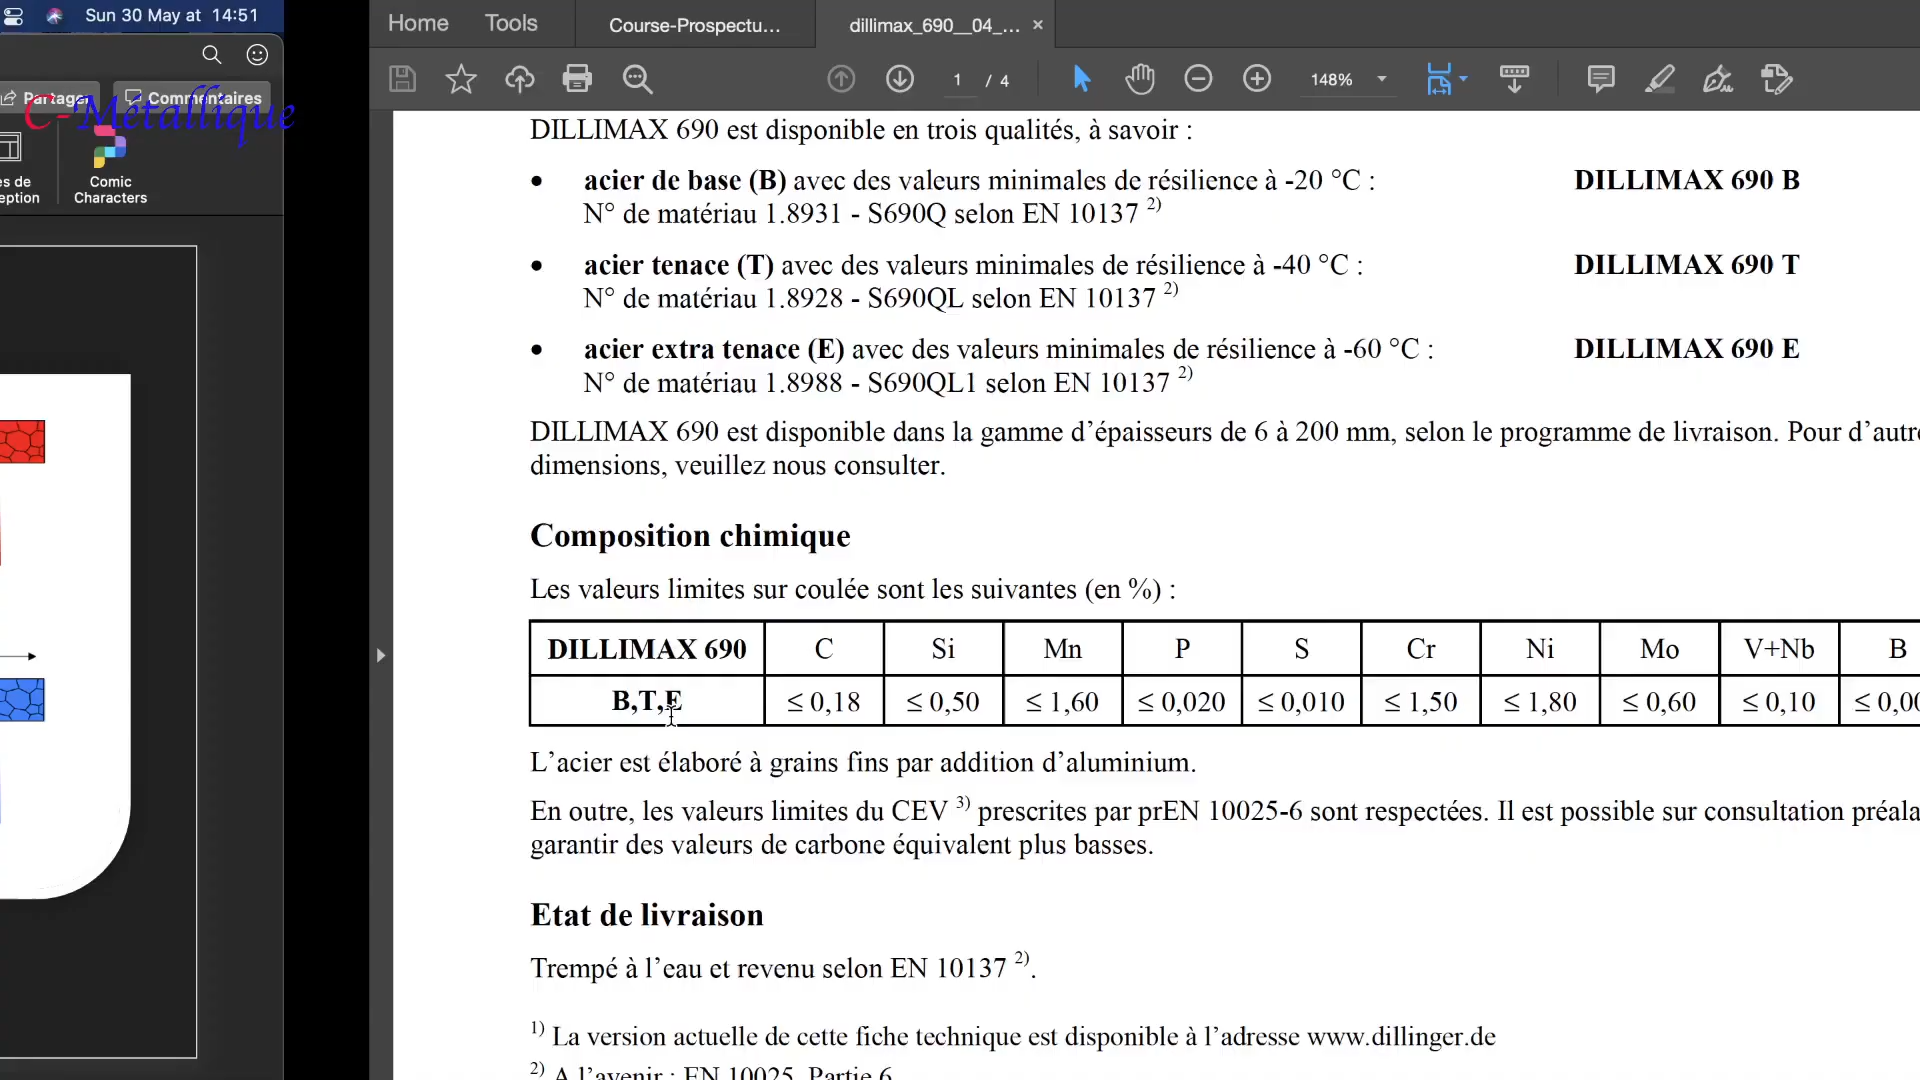 Sun 30 May at 14:51
Partager
Commentaires
C-Métallique
Comic
Characters
Home
Tools
Course-Prospectu...
dillimax_690__04_...
1 / 4
148%
DILLIMAX 690 est disponible en trois qualités, à savoir :
• acier de base (B) avec des valeurs minimales de résilience à -20 °C : DILLIMAX 690 B
N° de matériau 1.8931 - S690Q selon EN 10137 2)
• acier tenace (T) avec des valeurs minimales de résilience à -40 °C : DILLIMAX 690 T
N° de matériau 1.8928 - S690QL selon EN 10137 2)
• acier extra tenace (E) avec des valeurs minimales de résilience à -60 °C : DILLIMAX 690 E
N° de matériau 1.8988 - S690QL1 selon EN 10137 2)
DILLIMAX 690 est disponible dans la gamme d’épaisseurs de 6 à 200 mm, selon le programme de livraison. Pour d’autre
dimensions, veuillez nous consulter.
Composition chimique
Les valeurs limites sur coulée sont les suivantes (en %) :
DILLIMAX 690 C Si Mn P S Cr Ni Mo V+Nb B
B,T,E ≤ 0,18 ≤ 0,50 ≤ 1,60 ≤ 0,020 ≤ 0,010 ≤ 1,50 ≤ 1,80 ≤ 0,60 ≤ 0,10 ≤ 0,00
L’acier est élaboré à grains fins par addition d’aluminium.
En outre, les valeurs limites du CEV 3) prescrites par prEN 10025-6 sont respectées. Il est possible sur consultation préala
garantir des valeurs de carbone équivalent plus basses.
Etat de livraison
Trempé à l’eau et revenu selon EN 10137 2).
1) La version actuelle de cette fiche technique est disponible à l’adresse www.dillinger.de
2) A l’avenir : EN 10025, Partie 6